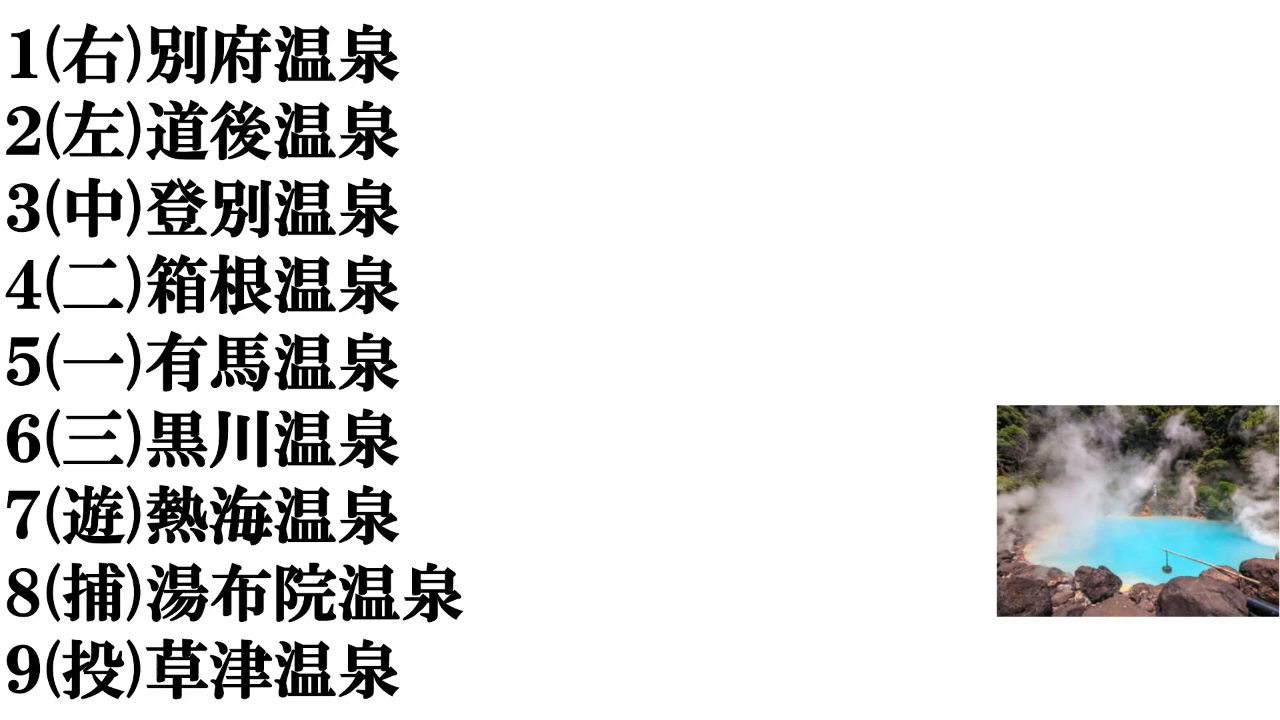 1(右)別府温泉
2(左)道後温泉
3(中)登別温泉
4(二)箱根温泉
5(一)有馬温泉
6(三)黒川温泉
7(遊)熱海温泉
8(捕)湯布院温泉
9(投)草津温泉